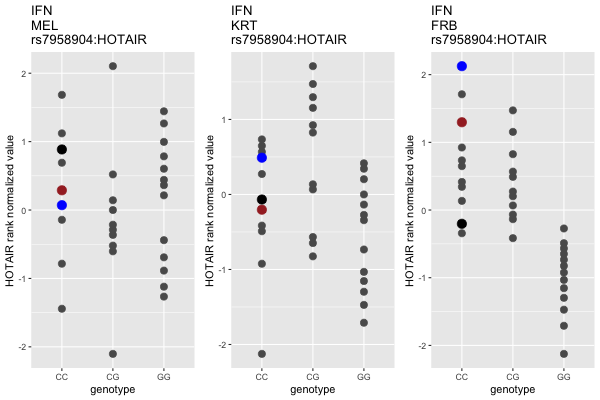 IFN
MEL
rs7958904:HOTAIR
HOTAIR rank normalized value
2
1
0
-1
-2
CC CG GG
genotype
IFN
KRT
rs7958904:HOTAIR
HOTAIR rank normalized value
1
0
-1
-2
CC CG GG
genotype
IFN
FRB
rs7958904:HOTAIR
HOTAIR rank normalized value
2
1
0
-1
-2
CC CG GG
genotype